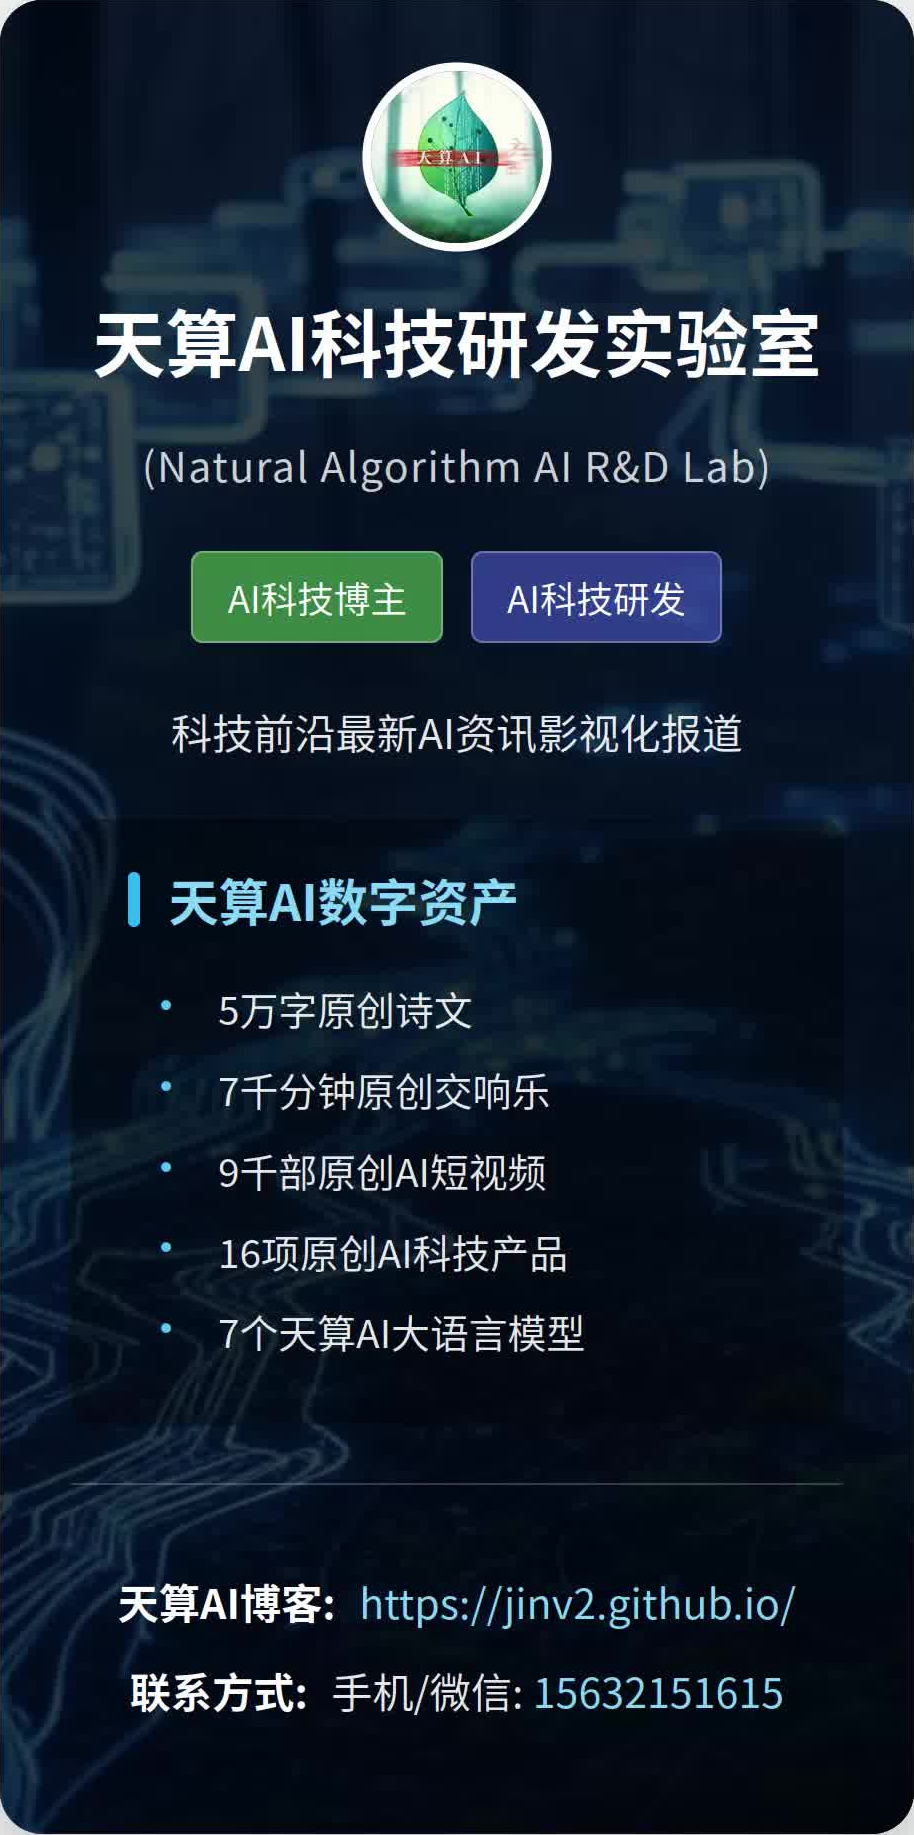 天算AI
天算AI科技研发实验室
(Natural Algorithm AI R&D Lab)
AI科技博主
AI科技研发
科技前沿最新AI资讯影视化报道
天算AI数字资产
• 5万字原创诗文
• 7千分钟原创交响乐
• 9千部原创AI短视频
• 16项原创AI科技产品
• 7个天算AI大语言模型
天算AI博客: https://jinv2.github.io/
联系方式: 手机/微信: 15632151615